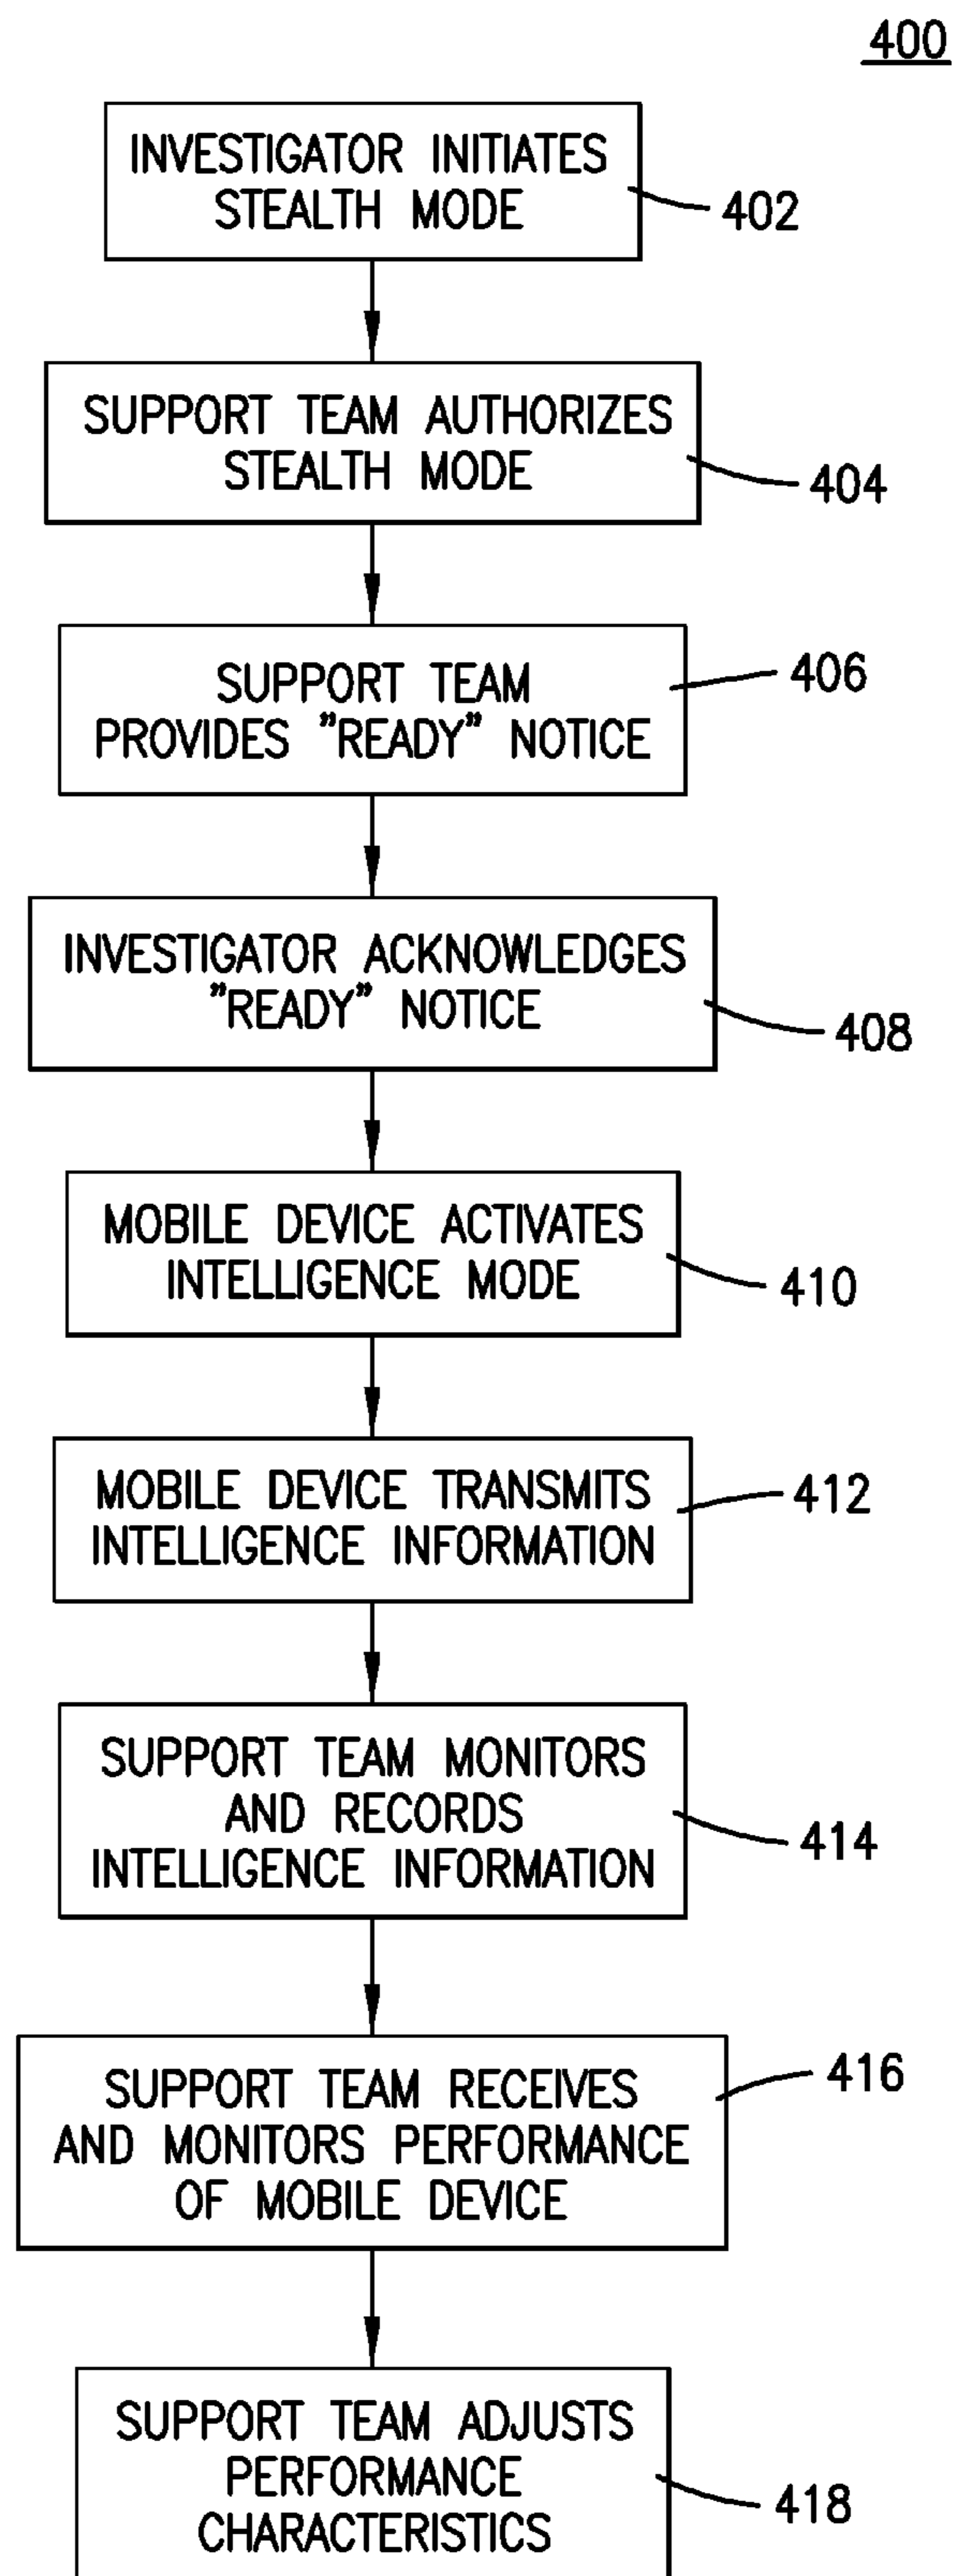 400
INVESTIGATOR INITIATES
STEALTH MODE
402
SUPPORT TEAM AUTHORIZES
STEALTH MODE
404
SUPPORT TEAM
PROVIDES "READY" NOTICE
406
INVESTIGATOR ACKNOWLEDGES
"READY" NOTICE
408
MOBILE DEVICE ACTIVATES
INTELLIGENCE MODE
410
MOBILE DEVICE TRANSMITS
INTELLIGENCE INFORMATION
412
SUPPORT TEAM MONITORS
AND RECORDS
INTELLIGENCE INFORMATION
414
SUPPORT TEAM RECEIVES
AND MONITORS PERFORMANCE
OF MOBILE DEVICE
416
SUPPORT TEAM ADJUSTS
PERFORMANCE
CHARACTERISTICS
418